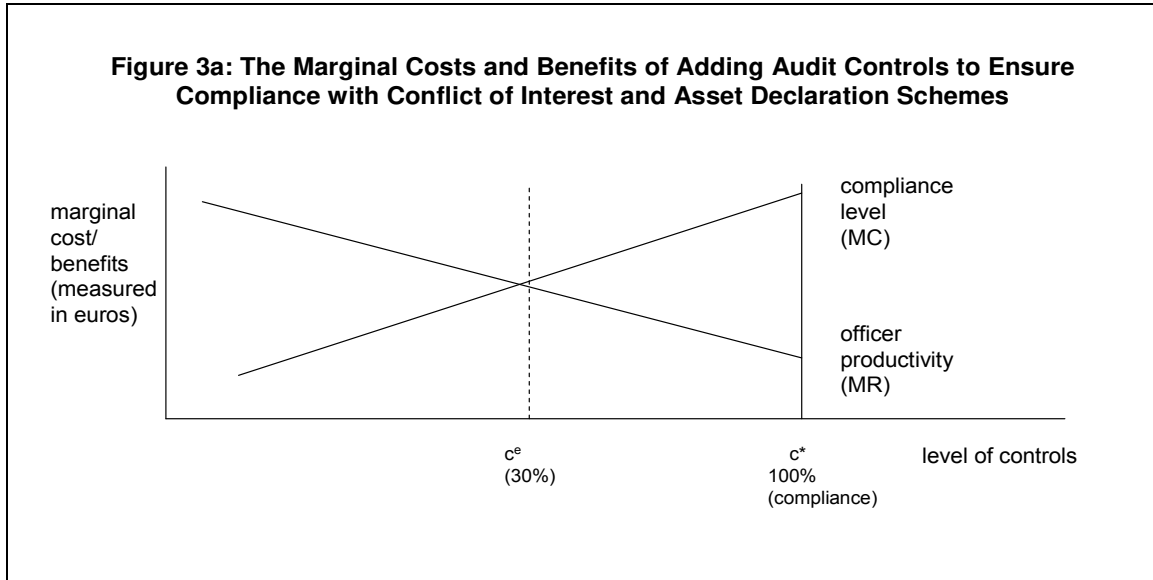 Figure 3a: The Marginal Costs and Benefits of Adding Audit Controls to Ensure
Compliance with Conflict of Interest and Asset Declaration Schemes
marginal
cost/
benefits
(measured
in euros)
compliance
level
(MC)
officer
productivity
(MR)
cᵉ
(30%)
c*
100%
(compliance)
level of controls